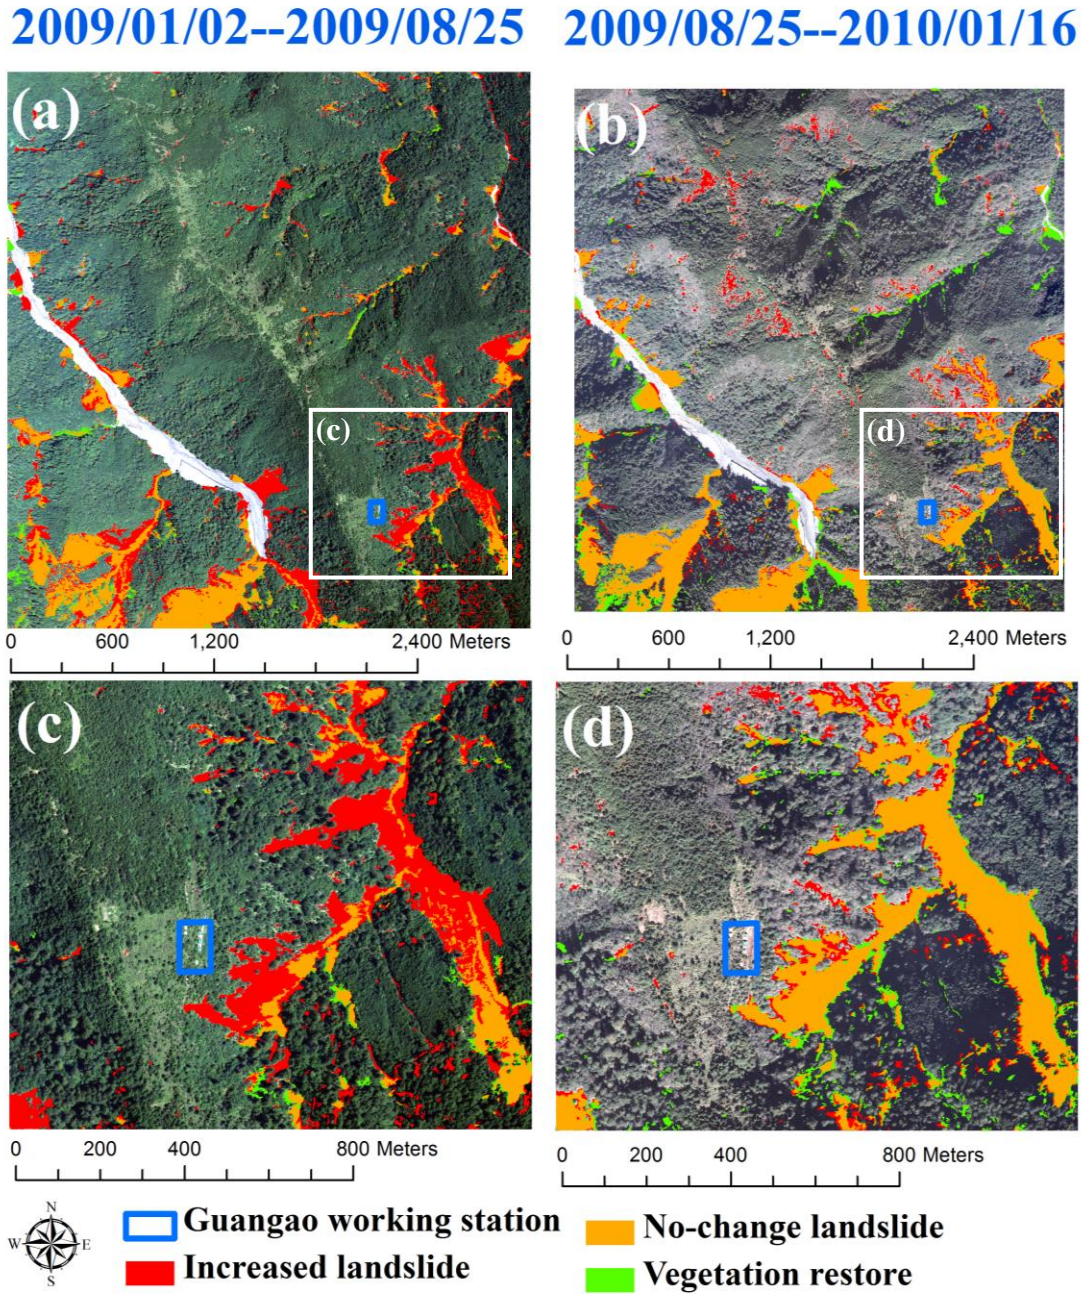 2009/01/02--2009/08/25
2009/08/25--2010/01/16
(a)
(b)
(c)
(d)
0 600 1,200 2,400 Meters
0 600 1,200 2,400 Meters
(c)
(d)
0 200 400 800 Meters
0 200 400 800 Meters
N
W E
S
Guangao working station
Increased landslide
No-change landslide
Vegetation restore